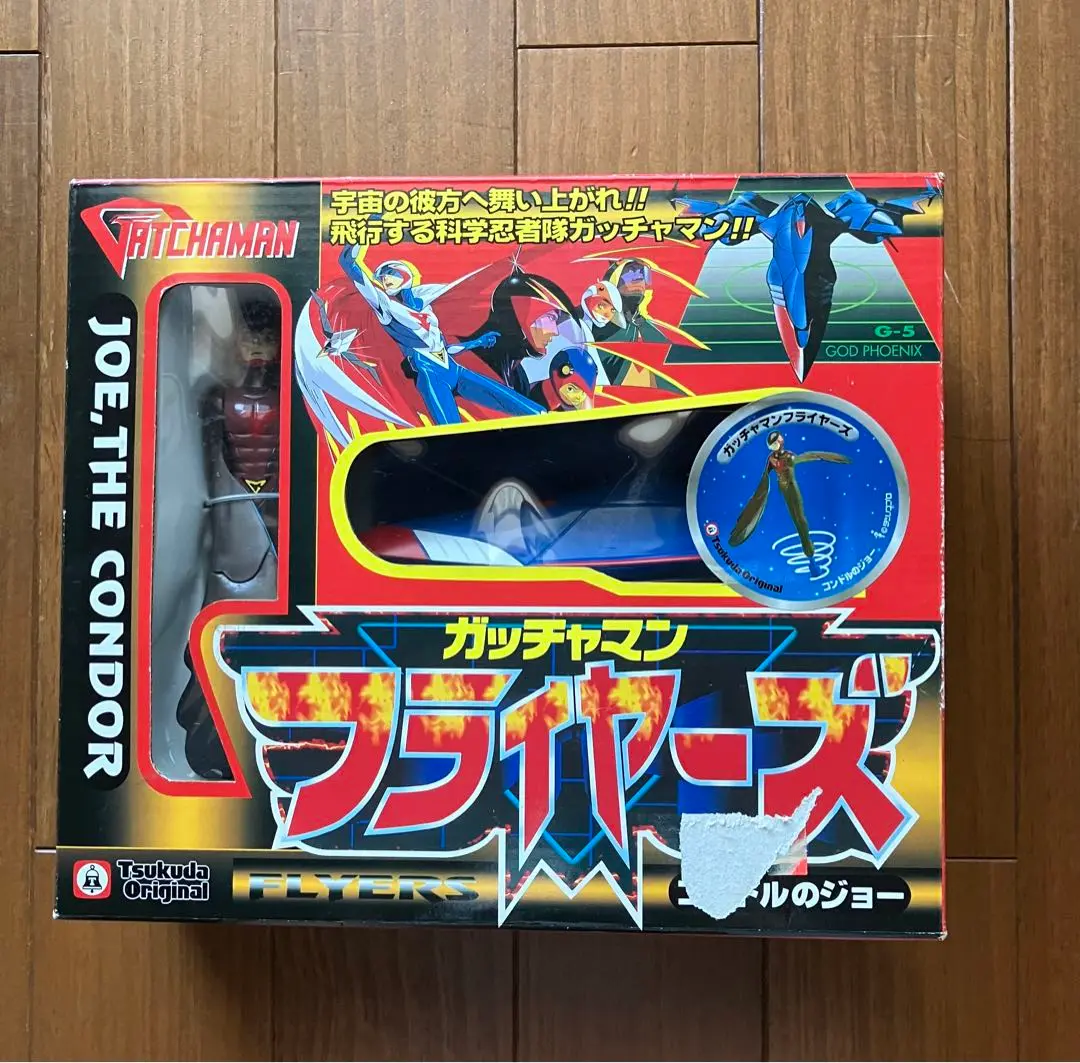 GATCHAMAN
宇宙の彼方へ舞い上がれ!!
飛行する科学忍者隊ガッチャマン!!
G-5
GOD PHOENIX
JOE, THE CONDOR
ガッチャマンフライヤーズ
Tsukuda Original
コンドルのジョー
ガッチャマン
フライヤーズ
Tsukuda
Original
FLYERS
ドルのジョー